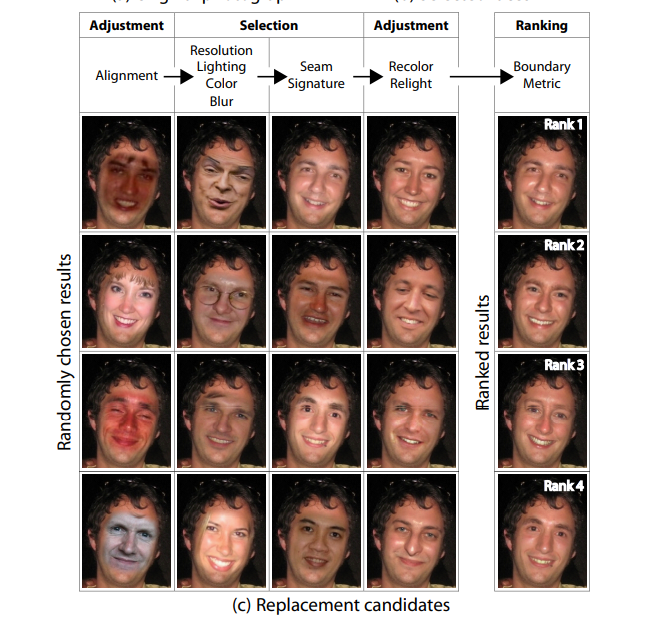 Adjustment Selection Adjustment Ranking
Alignment
Resolution
Lighting
Color
Blur
Seam
Signature
Recolor
Relight
Boundary
Metric
Rank 1
Rank 2
Rank 3
Rank 4
Randomly chosen results
Ranked results
(c) Replacement candidates